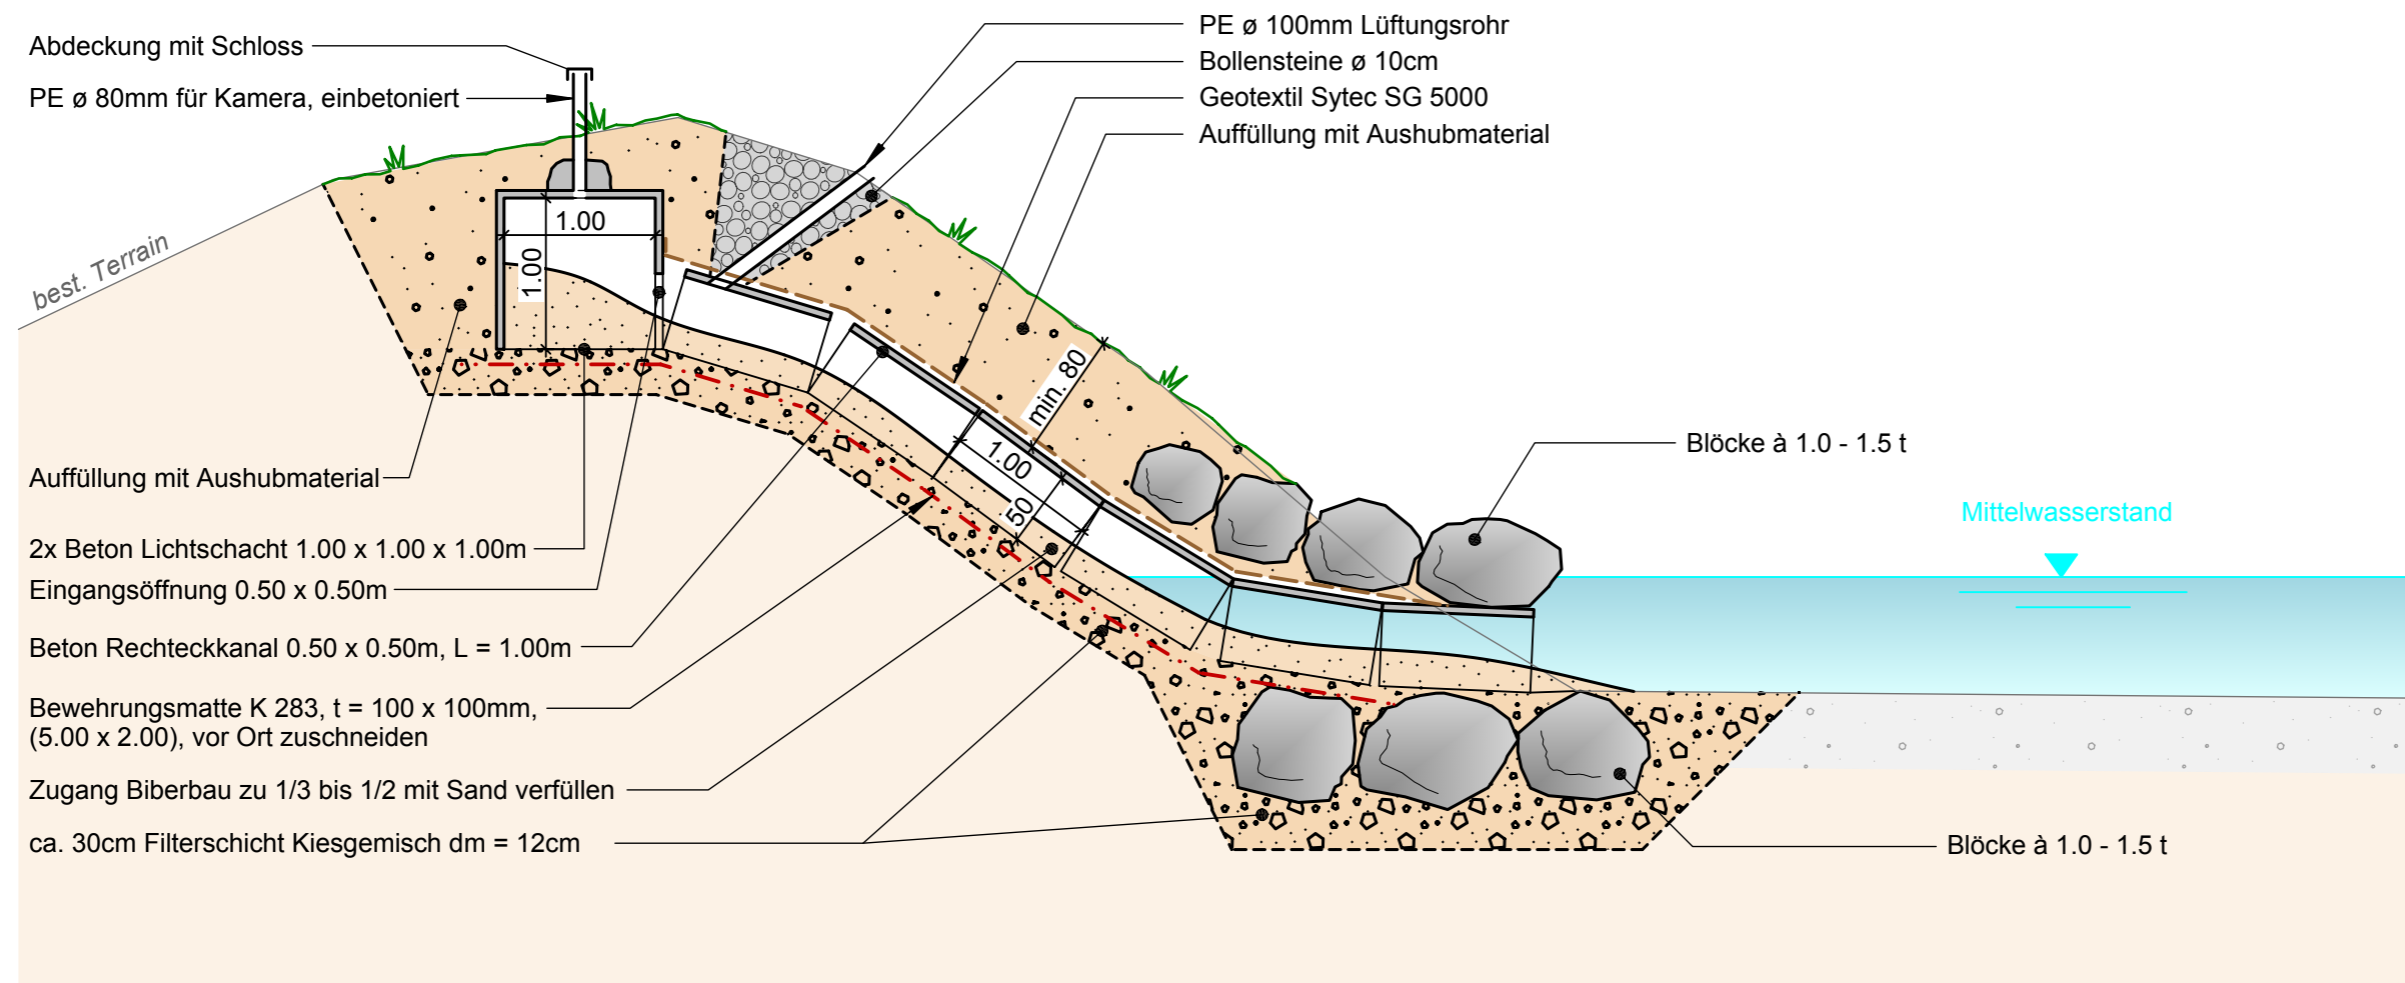 Abdeckung mit Schloss
PE ø 80mm für Kamera, einbetoniert
PE ø 100mm Lüftungsrohr
Bollensteine ø 10cm
Geotextil Sytec SG 5000
Auffüllung mit Aushubmaterial
best. Terrain
1.00
1.00
min. 80
1.00
50
Blöcke à 1.0 - 1.5 t
Mittelwasserstand
Auffüllung mit Aushubmaterial
2x Beton Lichtschacht 1.00 x 1.00 x 1.00m
Eingangsöffnung 0.50 x 0.50m
Beton Rechteckkanal 0.50 x 0.50m, L = 1.00m
Bewehrungsmatte K 283, t = 100 x 100mm,
(5.00 x 2.00), vor Ort zuschneiden
Zugang Biberbau zu 1/3 bis 1/2 mit Sand verfüllen
ca. 30cm Filterschicht Kiesgemisch dm = 12cm
Blöcke à 1.0 - 1.5 t